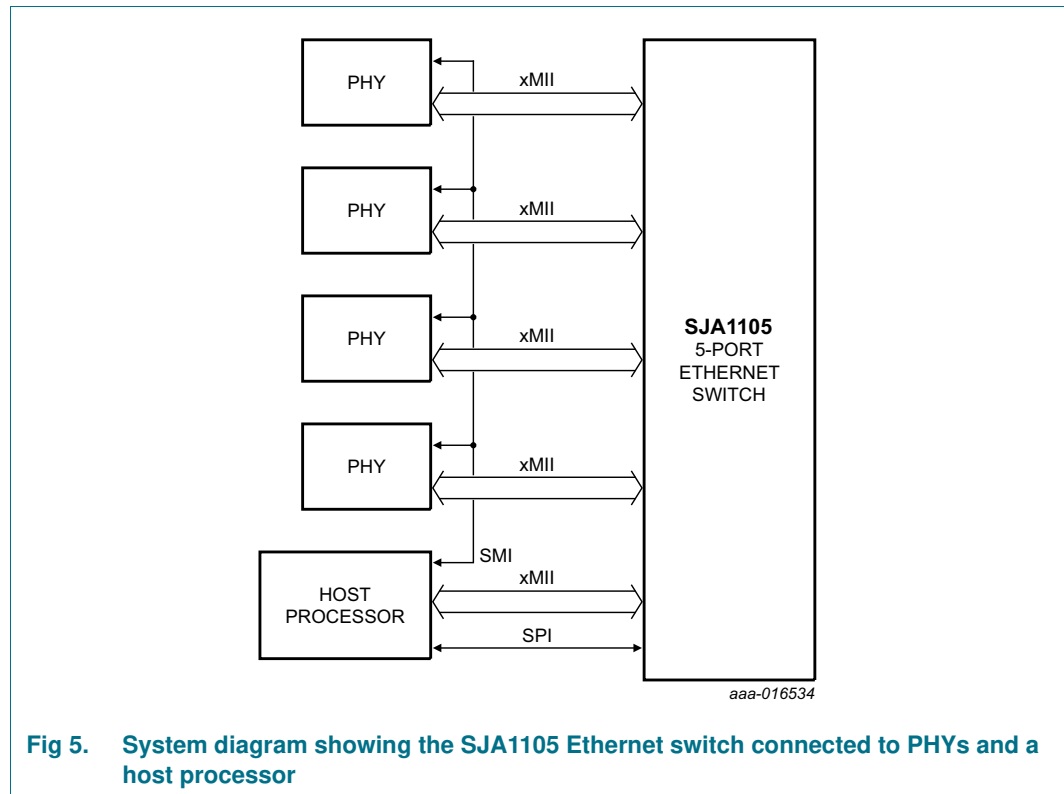 PHY
xMII
PHY
xMII
PHY
xMII
PHY
xMII
SJA1105
5-PORT
ETHERNET
SWITCH
SMI
HOST
PROCESSOR
xMII
SPI
aaa-016534
Fig 5. System diagram showing the SJA1105 Ethernet switch connected to PHYs and a
host processor